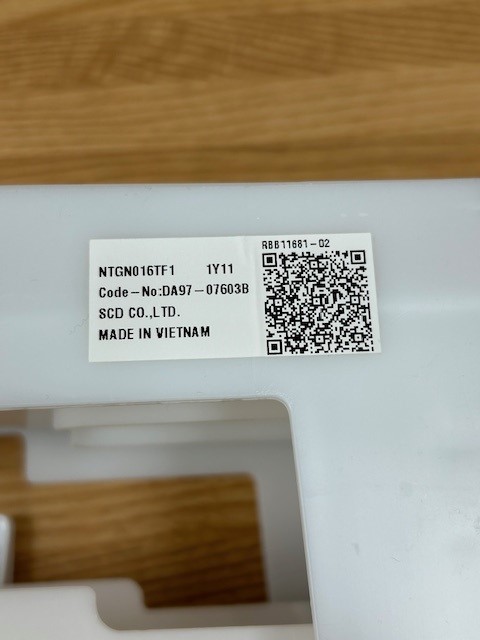 RBB11681-02
NTGN016TF1 1Y11
Code-No:DA97-07603B
SCD CO.,LTD.
MADE IN VIETNAM